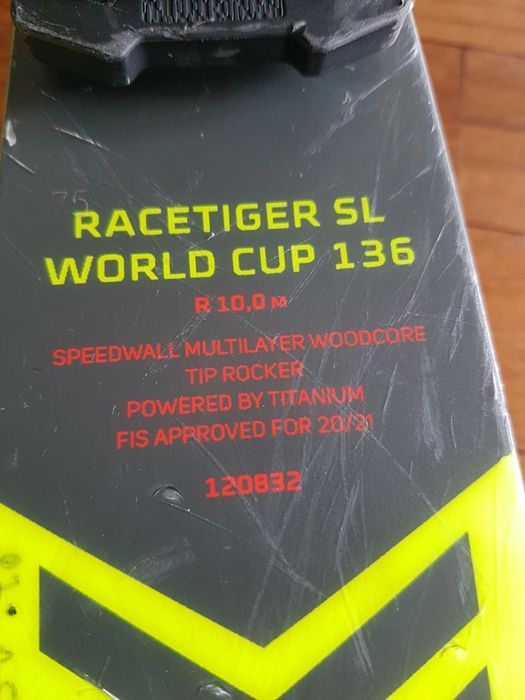 75
RACETIGER SL
WORLD CUP 136
R 10,0 M
SPEEDWALL MULTILAYER WOODCORE
TIP ROCKER
POWERED BY TITANIUM
FIS APPROVED FOR 20/21
120832